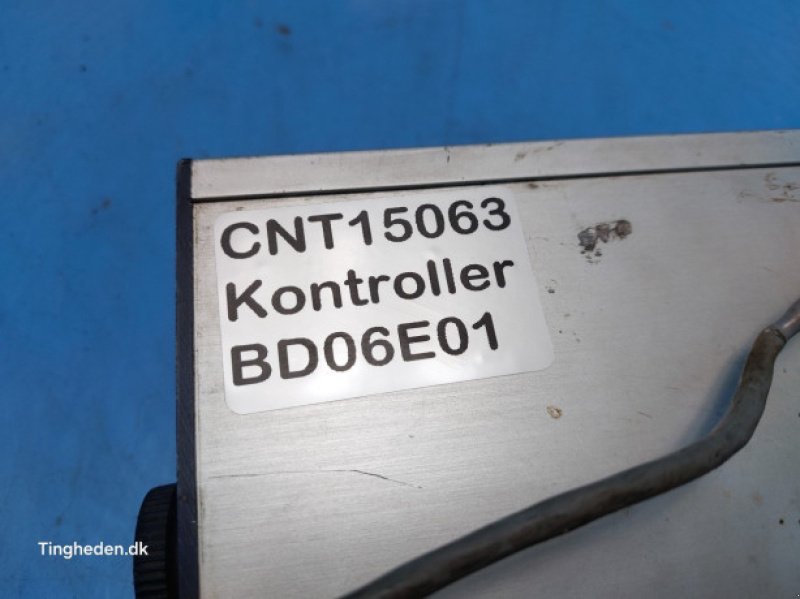 CNT15063
Kontroller
BD06E01
Tingheden.dk